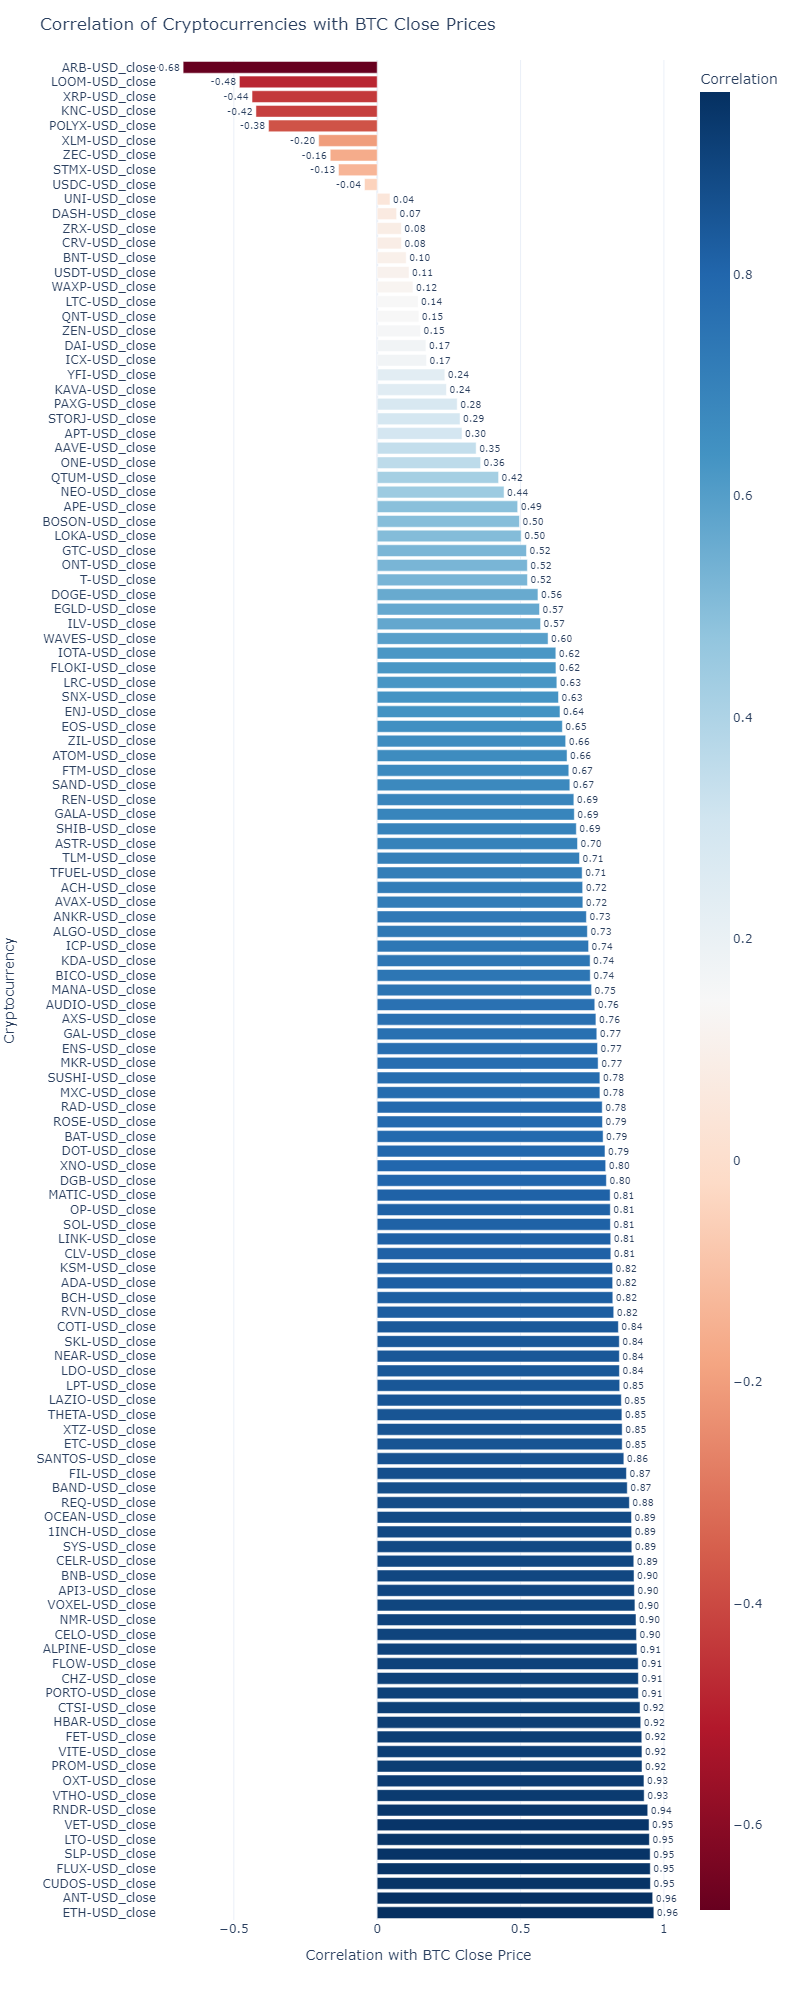 Correlation of Cryptocurrencies with BTC Close Prices
Correlation
ARB-USD_close -0.68
LOOM-USD_close -0.48
XRP-USD_close -0.44
KNC-USD_close -0.42
POLYX-USD_close -0.38
XLM-USD_close -0.20
ZEC-USD_close -0.16
STMX-USD_close -0.13
USDC-USD_close -0.04
UNI-USD_close 0.04
DASH-USD_close 0.07
ZRX-USD_close 0.08
CRV-USD_close 0.08
BNT-USD_close 0.10
USDT-USD_close 0.11
WAXP-USD_close 0.12
LTC-USD_close 0.14
QNT-USD_close 0.15
ZEN-USD_close 0.15
DAI-USD_close 0.17
ICX-USD_close 0.17
YFI-USD_close 0.24
KAVA-USD_close 0.24
PAXG-USD_close 0.28
STORJ-USD_close 0.29
APT-USD_close 0.30
AAVE-USD_close 0.35
ONE-USD_close 0.36
QTUM-USD_close 0.42
NEO-USD_close 0.44
APE-USD_close 0.49
BOSON-USD_close 0.50
LOKA-USD_close 0.50
GTC-USD_close 0.52
ONT-USD_close 0.52
T-USD_close 0.52
DOGE-USD_close 0.56
EGLD-USD_close 0.57
ILV-USD_close 0.57
WAVES-USD_close 0.60
IOTA-USD_close 0.62
FLOKI-USD_close 0.62
LRC-USD_close 0.63
SNX-USD_close 0.63
ENJ-USD_close 0.64
EOS-USD_close 0.65
ZIL-USD_close 0.66
ATOM-USD_close 0.66
FTM-USD_close 0.67
SAND-USD_close 0.67
REN-USD_close 0.69
GALA-USD_close 0.69
SHIB-USD_close 0.69
ASTR-USD_close 0.70
TLM-USD_close 0.71
TFUEL-USD_close 0.71
ACH-USD_close 0.72
AVAX-USD_close 0.72
ANKR-USD_close 0.73
ALGO-USD_close 0.73
ICP-USD_close 0.74
KDA-USD_close 0.74
BICO-USD_close 0.74
MANA-USD_close 0.75
AUDIO-USD_close 0.76
AXS-USD_close 0.76
GAL-USD_close 0.77
ENS-USD_close 0.77
MKR-USD_close 0.77
SUSHI-USD_close 0.78
MXC-USD_close 0.78
RAD-USD_close 0.78
ROSE-USD_close 0.79
BAT-USD_close 0.79
DOT-USD_close 0.79
XNO-USD_close 0.80
DGB-USD_close 0.80
MATIC-USD_close 0.81
OP-USD_close 0.81
SOL-USD_close 0.81
LINK-USD_close 0.81
CLV-USD_close 0.81
KSM-USD_close 0.82
ADA-USD_close 0.82
BCH-USD_close 0.82
RVN-USD_close 0.82
COTI-USD_close 0.84
SKL-USD_close 0.84
NEAR-USD_close 0.84
LDO-USD_close 0.84
LPT-USD_close 0.85
LAZIO-USD_close 0.85
THETA-USD_close 0.85
XTZ-USD_close 0.85
ETC-USD_close 0.85
SANTOS-USD_close 0.86
FIL-USD_close 0.87
BAND-USD_close 0.87
REQ-USD_close 0.88
OCEAN-USD_close 0.89
1INCH-USD_close 0.89
SYS-USD_close 0.89
CELR-USD_close 0.89
BNB-USD_close 0.90
API3-USD_close 0.90
VOXEL-USD_close 0.90
NMR-USD_close 0.90
CELO-USD_close 0.90
ALPINE-USD_close 0.91
FLOW-USD_close 0.91
CHZ-USD_close 0.91
PORTO-USD_close 0.91
CTSI-USD_close 0.92
HBAR-USD_close 0.92
FET-USD_close 0.92
VITE-USD_close 0.92
PROM-USD_close 0.92
OXT-USD_close 0.93
VTHO-USD_close 0.93
RNDR-USD_close 0.94
VET-USD_close 0.95
LTO-USD_close 0.95
SLP-USD_close 0.95
FLUX-USD_close 0.95
CUDOS-USD_close 0.95
ANT-USD_close 0.96
ETH-USD_close 0.96
−0.5 0 0.5 1
Correlation with BTC Close Price
Cryptocurrency
0.8
0.6
0.4
0.2
0
−0.2
−0.4
−0.6